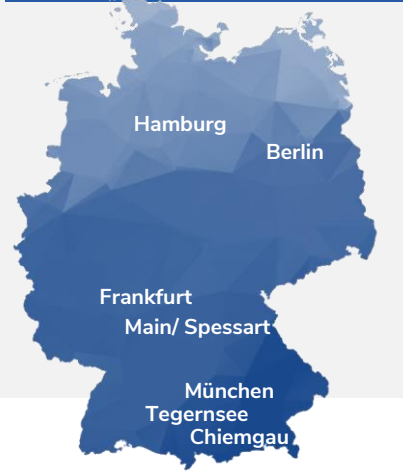 Hamburg
Berlin
Frankfurt
Main/ Spessart
München
Tegernsee
Chiemgau